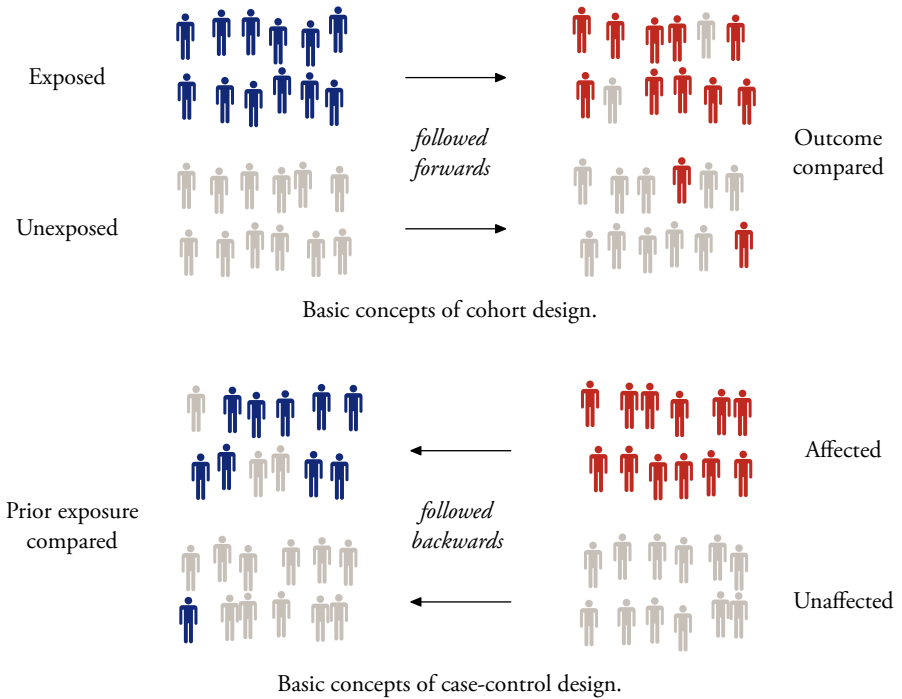 Exposed
followed
forwards
Outcome
compared
Unexposed
Basic concepts of cohort design.
Affected
Prior exposure
compared
followed
backwards
Unaffected
Basic concepts of case-control design.